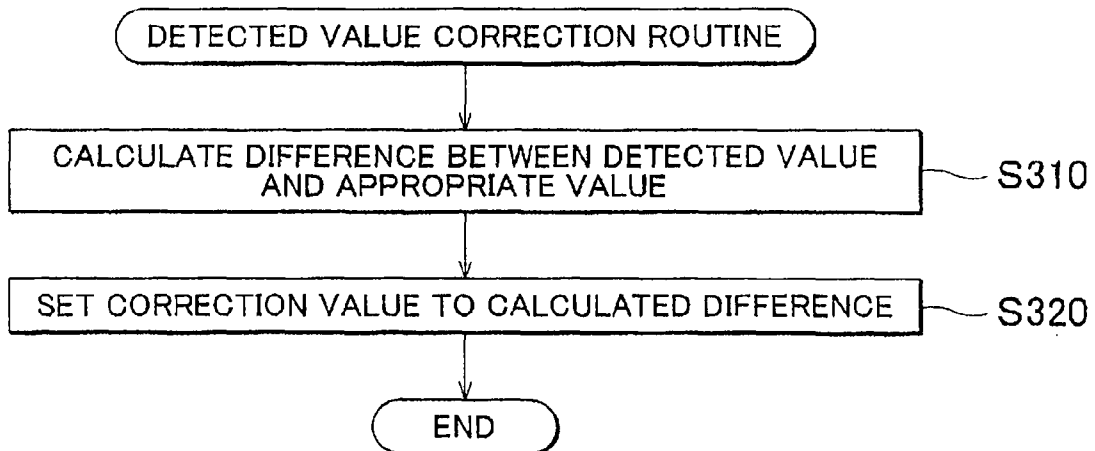 DETECTED VALUE CORRECTION ROUTINE
CALCULATE DIFFERENCE BETWEEN DETECTED VALUE
AND APPROPRIATE VALUE
S310
SET CORRECTION VALUE TO CALCULATED DIFFERENCE
S320
END